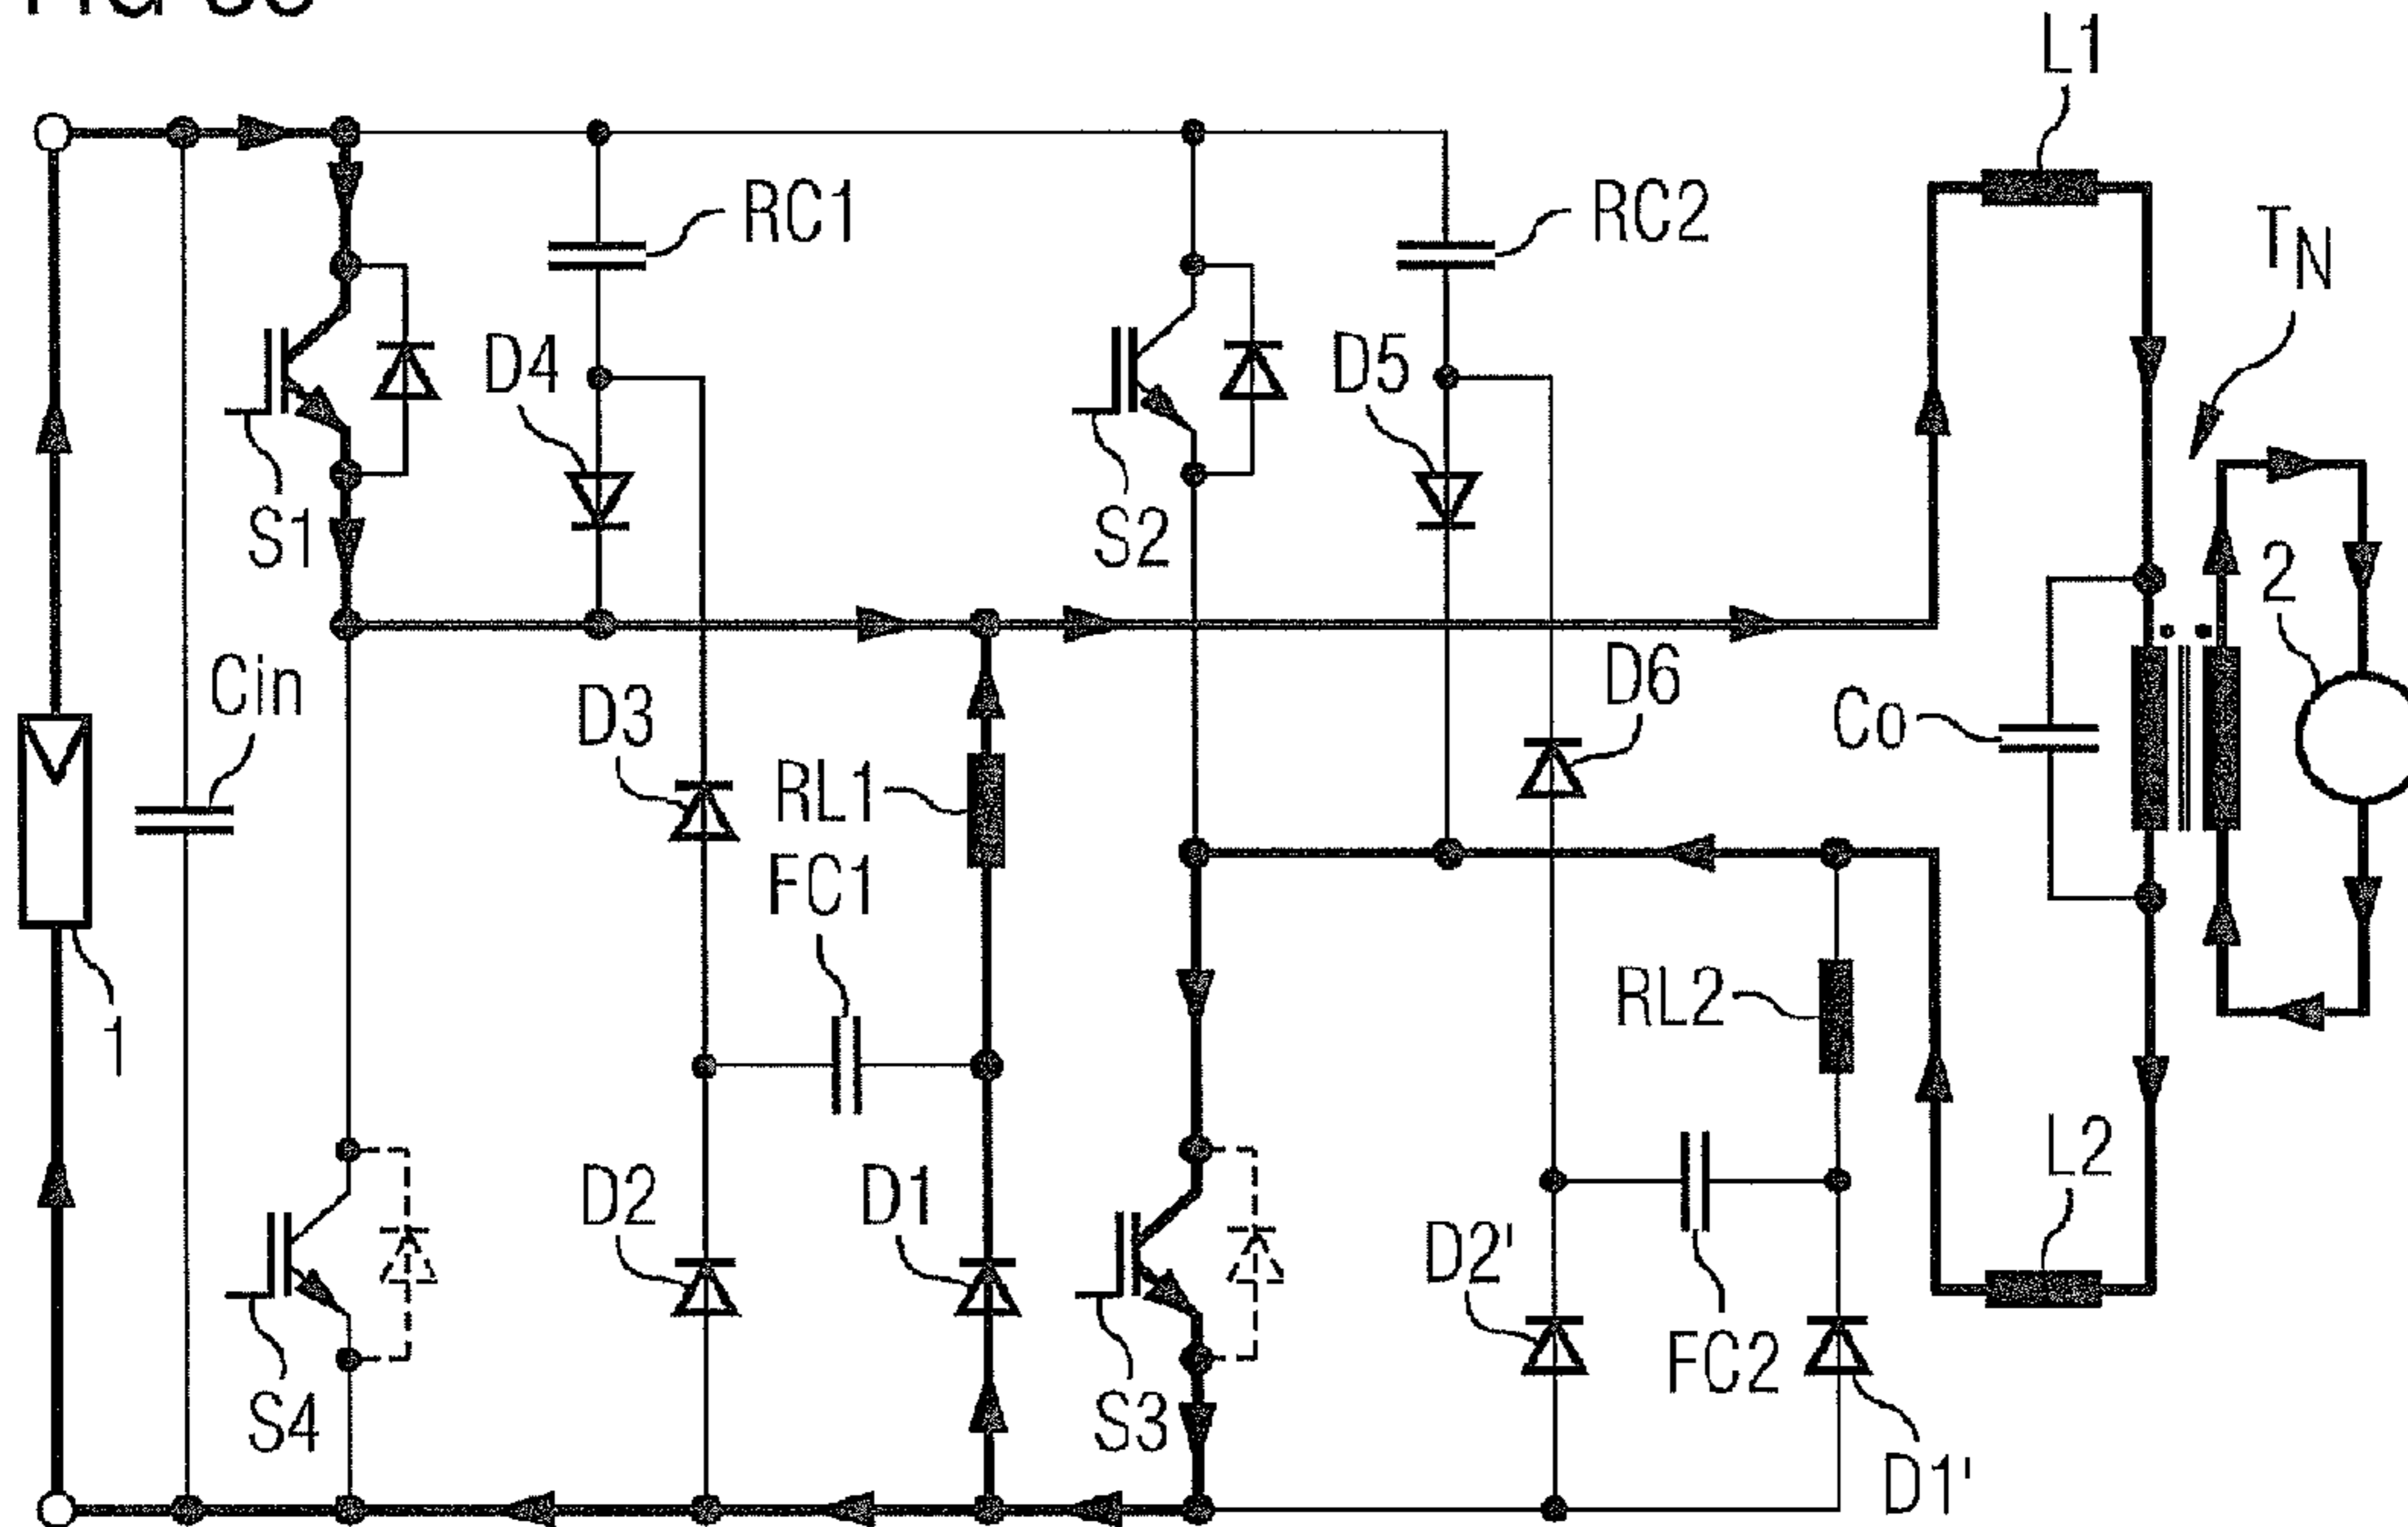 L1
RC1
RC2
TN
D4
D5
S1
S2
2
Cin
D3
D6
RL1
Co
FC1
RL2
1
D2
D1
D2'
L2
FC2
S4
S3
D1'